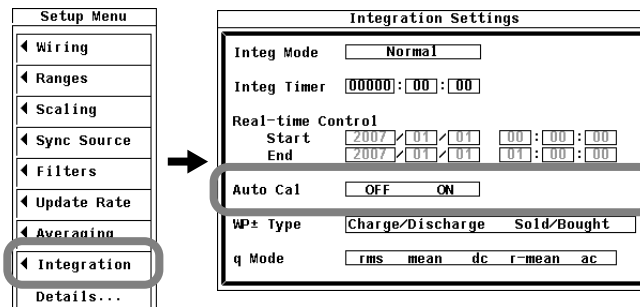 Setup Menu
Wiring
Ranges
Scaling
Sync Source
Filters
Update Rate
Averaging
Integration
Details...
Integration Settings
Integ Mode Normal
Integ Timer 00000 : 00 : 00
Real-time Control
Start 2007 / 01 / 01 00 : 00 : 00
End 2007 / 01 / 01 01 : 00 : 00
Auto Cal OFF ON
WP± Type Charge/Discharge Sold/Bought
q Mode rms mean dc r-mean ac